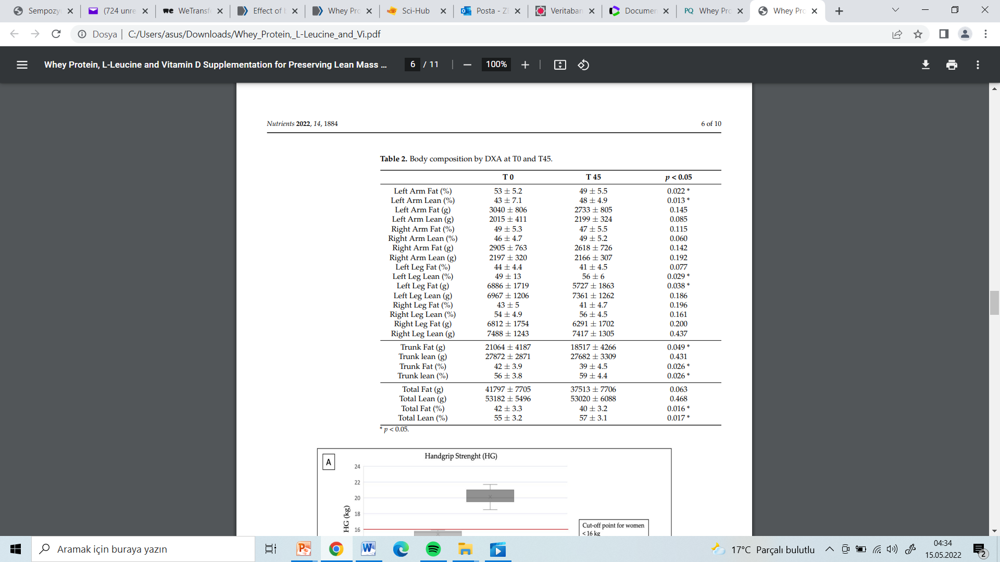 Sempozy
(724 unre
WeTransf
Effect of b
Whey Pro
Sci-Hub
Posta - Z
Veritaban
Documen
PQ Whey Pro
Whey Pro
Dosya | C:/Users/asus/Downloads/Whey_Protein,_L-Leucine_and_Vi.pdf
Whey Protein, L-Leucine and Vitamin D Supplementation for Preserving Lean Mass ... 6 / 11 100%
Nutrients 2022, 14, 1884 6 of 10
Table 2. Body composition by DXA at T0 and T45.
T 0 T 45 p < 0.05
Left Arm Fat (%) 53 ± 5.2 49 ± 5.5 0.022 *
Left Arm Lean (%) 43 ± 7.1 48 ± 4.9 0.013 *
Left Arm Fat (g) 3040 ± 806 2733 ± 805 0.145
Left Arm Lean (g) 2015 ± 411 2199 ± 324 0.085
Right Arm Fat (%) 49 ± 5.3 47 ± 5.5 0.115
Right Arm Lean (%) 46 ± 4.7 49 ± 5.2 0.060
Right Arm Fat (g) 2905 ± 763 2618 ± 726 0.142
Right Arm Lean (g) 2197 ± 320 2166 ± 307 0.192
Left Leg Fat (%) 44 ± 4.4 41 ± 4.5 0.077
Left Leg Lean (%) 49 ± 13 56 ± 6 0.029 *
Left Leg Fat (g) 6886 ± 1719 5727 ± 1863 0.038 *
Left Leg Lean (g) 6967 ± 1206 7361 ± 1262 0.186
Right Leg Fat (%) 43 ± 5 41 ± 4.7 0.196
Right Leg Lean (%) 54 ± 4.9 56 ± 4.5 0.161
Right Leg Fat (g) 6812 ± 1754 6291 ± 1702 0.200
Right Leg Lean (g) 7488 ± 1243 7417 ± 1305 0.437
Trunk Fat (g) 21064 ± 4187 18517 ± 4266 0.049 *
Trunk lean (g) 27872 ± 2871 27682 ± 3309 0.431
Trunk Fat (%) 42 ± 3.9 39 ± 4.5 0.026 *
Trunk lean (%) 56 ± 3.8 59 ± 4.4 0.026 *
Total Fat (g) 41797 ± 7705 37513 ± 7706 0.063
Total Lean (g) 53182 ± 5496 53020 ± 6088 0.468
Total Fat (%) 42 ± 3.3 40 ± 3.2 0.016 *
Total Lean (%) 55 ± 3.2 57 ± 3.1 0.017 *
* p < 0.05.
A
Handgrip Strenght (HG)
24
22
20
18
16
HG (kg)
Cut-off point for women
< 16 kg
Aramak için buraya yazın
17°C Parçalı bulutlu
04:34
15.05.2022
2